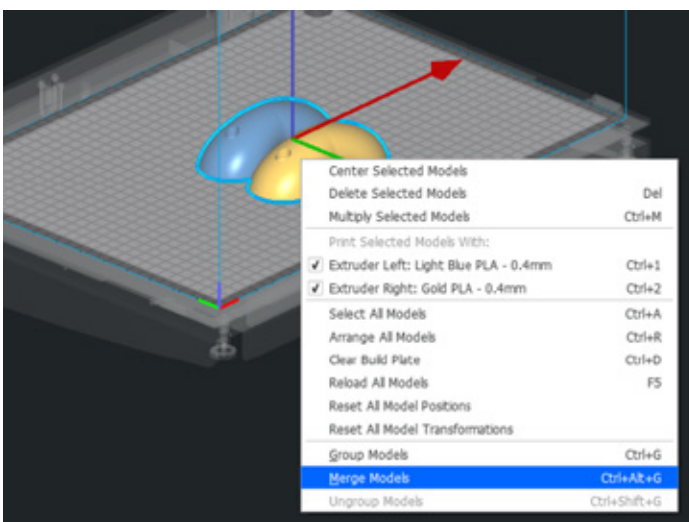 Center Selected Models
Delete Selected Models Del
Multiply Selected Models Ctrl+M
Print Selected Models With:
Extruder Left: Light Blue PLA - 0.4mm Ctrl+1
Extruder Right: Gold PLA - 0.4mm Ctrl+2
Select All Models Ctrl+A
Arrange All Models Ctrl+R
Clear Build Plate Ctrl+D
Reload All Models F5
Reset All Model Positions
Reset All Model Transformations
Group Models Ctrl+G
Merge Models Ctrl+Alt+G
Ungroup Models Ctrl+Shift+G